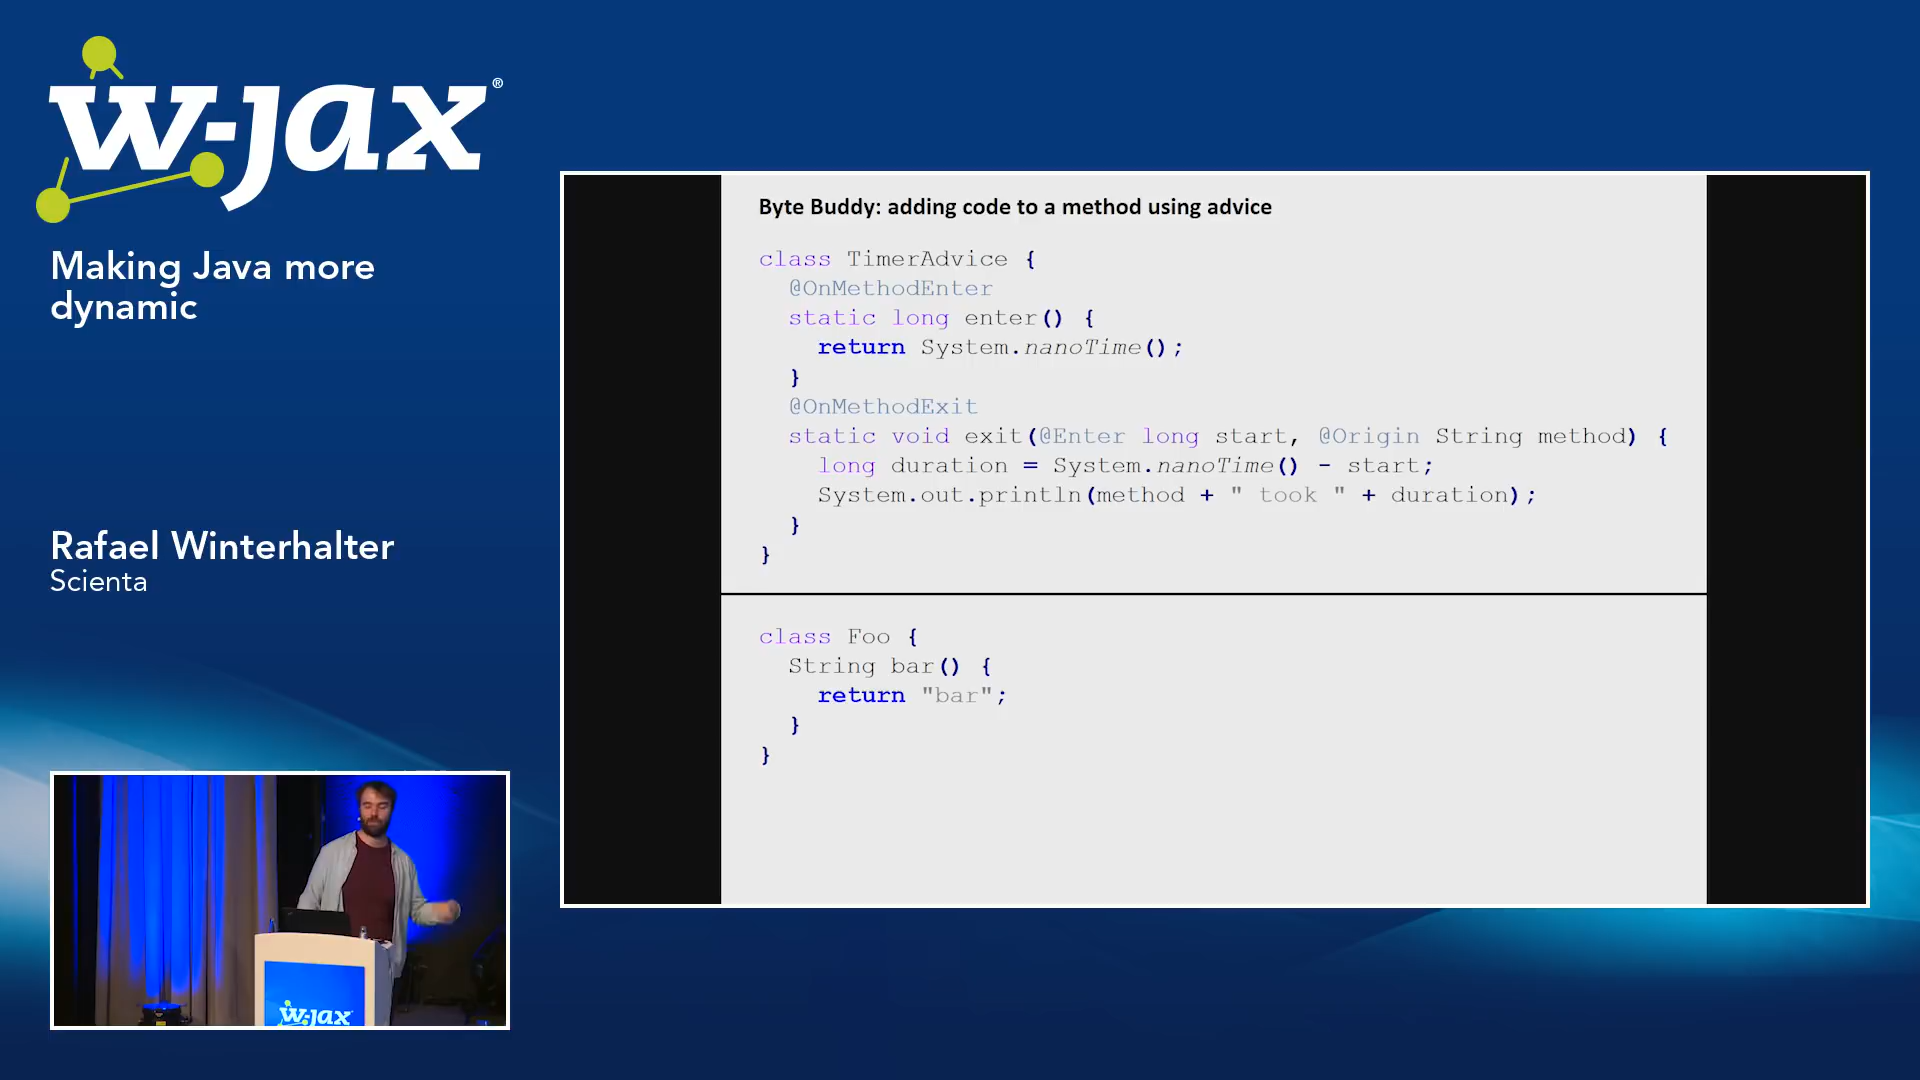 w-jax®
Making Java more
dynamic
Rafael Winterhalter
Scienta
Byte Buddy: adding code to a method using advice
class TimerAdvice {
  @OnMethodEnter
  static long enter() {
    return System.nanoTime();
  }
  @OnMethodExit
  static void exit(@Enter long start, @Origin String method) {
    long duration = System.nanoTime() - start;
    System.out.println(method + " took " + duration);
  }
}
class Foo {
  String bar() {
    return "bar";
  }
}
w-jax